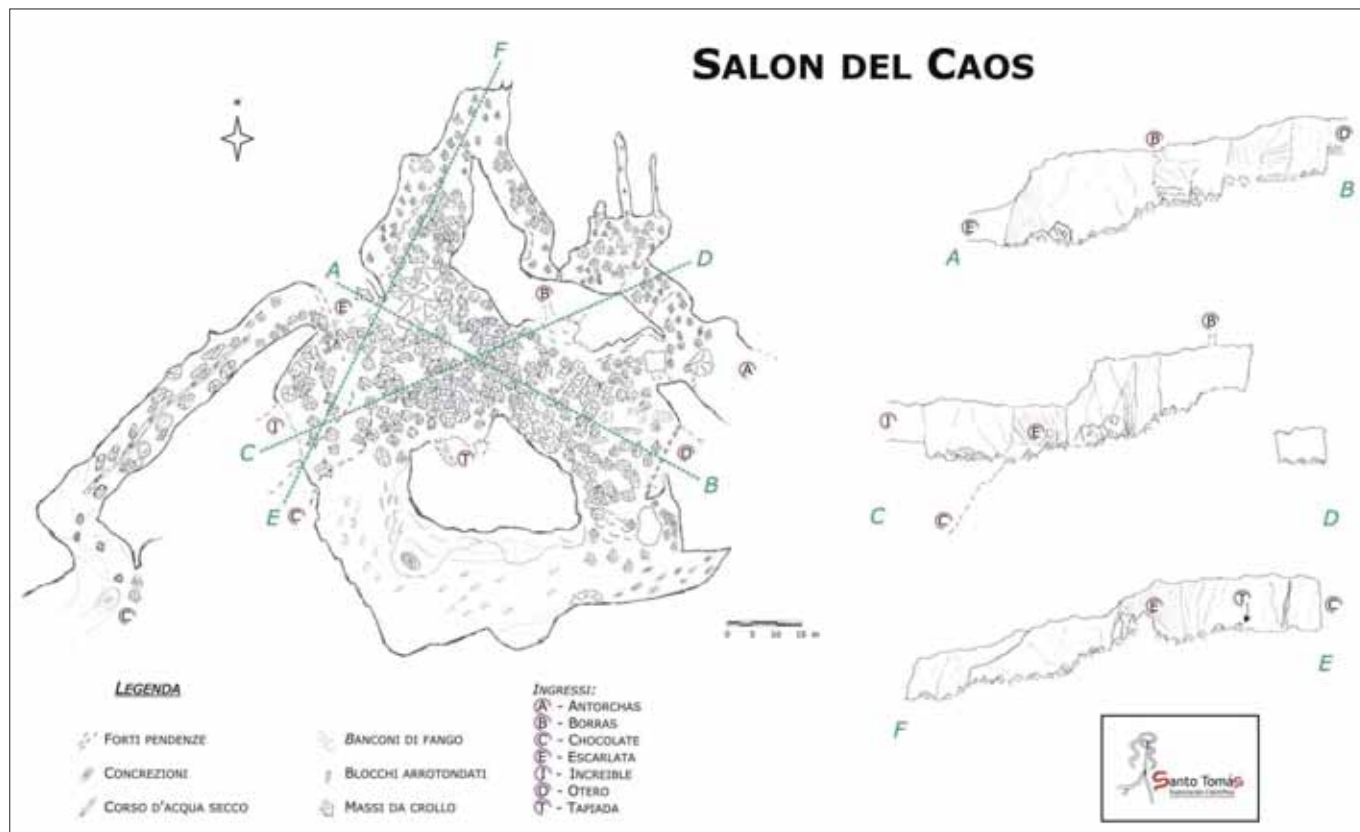 SALON DEL CAOS
F
A
D
E
B
A
I
C
T
O
B
E
C
C
0 5 10 15 m
B
O
E
A
B
B
I
E
C
C
D
E
T
C
E
F
LEGENDA
FORTI PENDENZE
CONCREZIONI
CORSO D'ACQUA SECCO
BANCONI DI FANGO
BLOCCHI ARROTONDATI
MASSI DA CROLLO
INGRESSI:
A - ANTORCHAS
B - BORRAS
C - CHOCOLATE
E - ESCARLATA
I - INCREIBLE
O - OTERO
T - TAPIADA
Santo Tomás